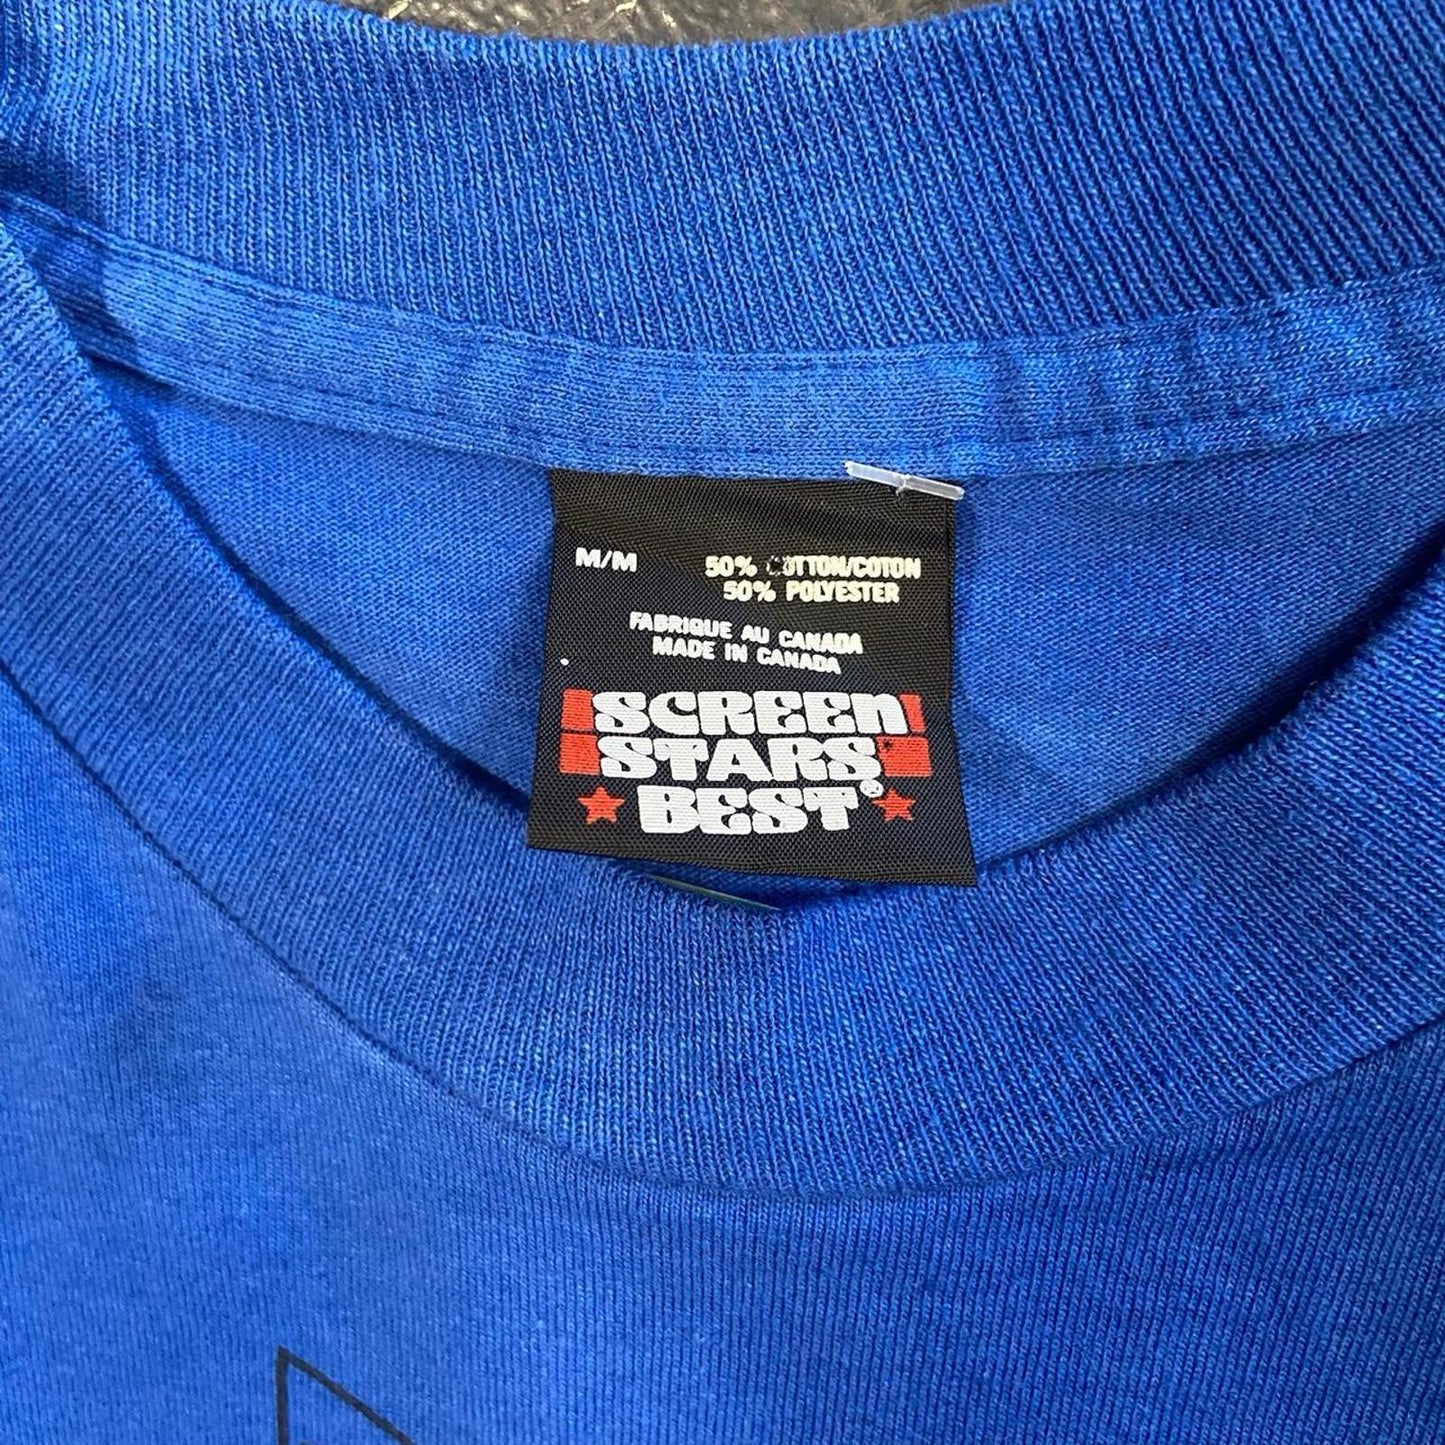 M/M 50% COTTON/COTON
50% POLYESTER
FABRIQUE AU CANADA
MADE IN CANADA
SCREEN
STARS®
BEST®